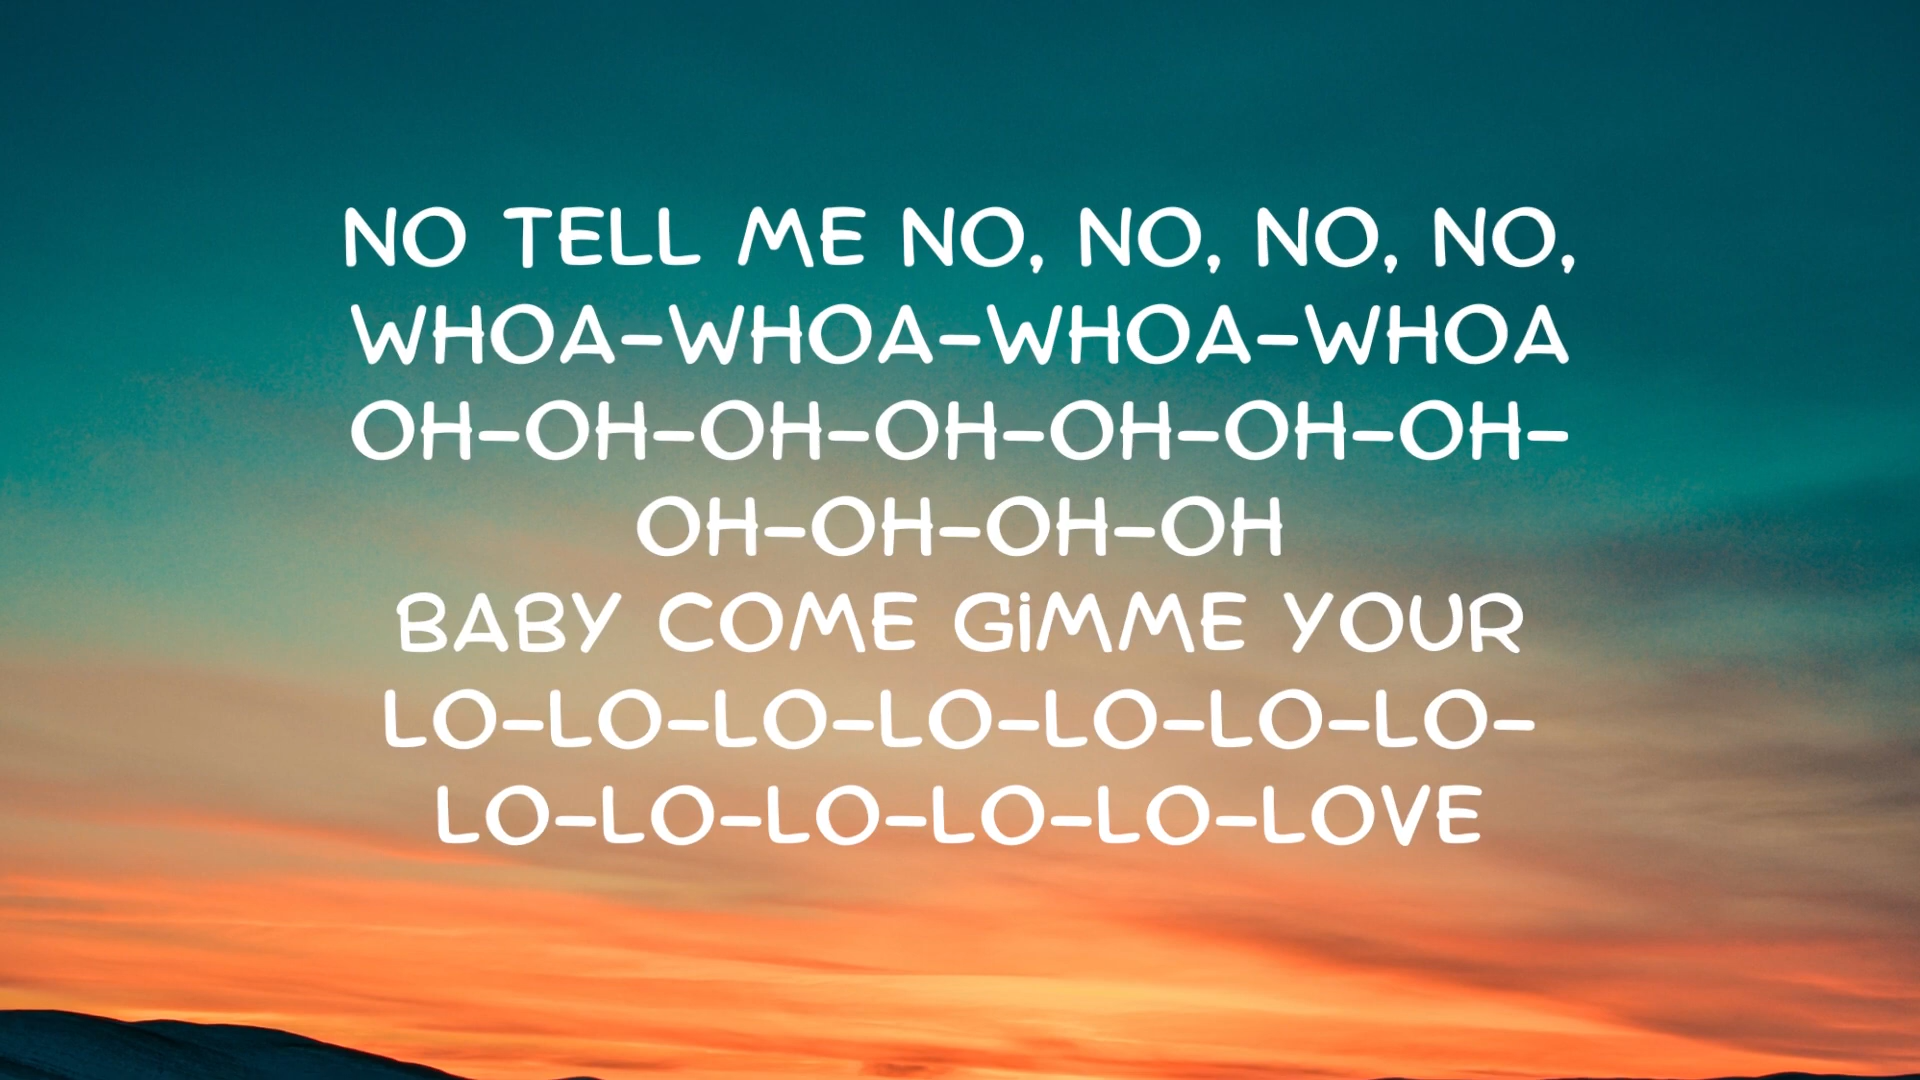 NO TELL ME NO, NO, NO, NO,
WHOA-WHOA-WHOA-WHOA
OH-OH-OH-OH-OH-OH-OH-
OH-OH-OH-OH
BABY COME GIMME YOUR
LO-LO-LO-LO-LO-LO-LO-
LO-LO-LO-LO-LO-LOVE